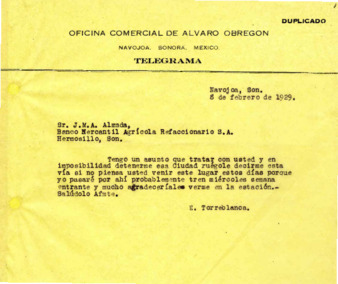 DUPLICADO
OFICINA COMERCIAL DE ALVARO OBREGON
NAVOJOA, SONORA, MEXICO.
TELEGRAMA
Navojoa, Son.
8 de febrero de 1929.
Sr. J.M.A. Almada,
Banco Mercantil Agrícola Refaccionario S.A.
Hermosillo, Son.
Tengo un asunto que tratar con usted y en
imposibilidad detenerme esa ciudad ruégole decirme esta
vía si no piensa usted venir este lugar estos días porque
yo pasaré por ahí probablemente tren miércoles semana
entrante y mucho agradeceríales verme en la estación.-
Salúdolo Afmte.
E. Torreblanca.